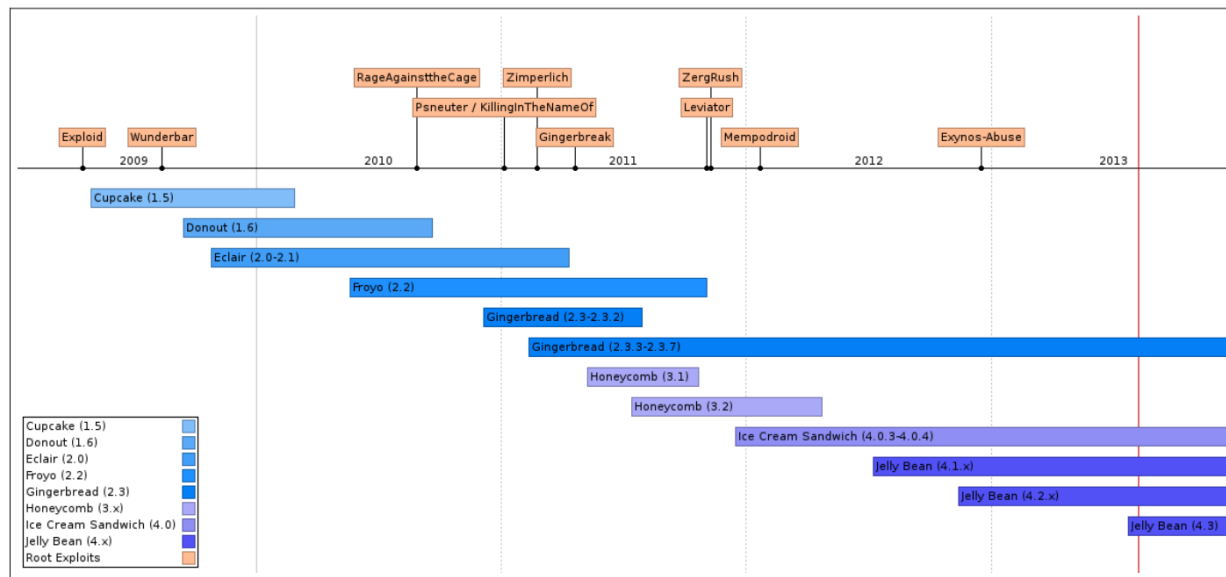 RageAgainsttheCage
Zimperlich
ZergRush
Psneuter / KillingInTheNameOf
Leviator
Exploid
Wunderbar
Gingerbreak
Mempodroid
Exynos-Abuse
2009
2010
2011
2012
2013
Cupcake (1.5)
Donout (1.6)
Eclair (2.0-2.1)
Froyo (2.2)
Gingerbread (2.3-2.3.2)
Gingerbread (2.3.3-2.3.7)
Honeycomb (3.1)
Honeycomb (3.2)
Ice Cream Sandwich (4.0.3-4.0.4)
Jelly Bean (4.1.x)
Jelly Bean (4.2.x)
Jelly Bean (4.3)
Cupcake (1.5)
Donout (1.6)
Eclair (2.0)
Froyo (2.2)
Gingerbread (2.3)
Honeycomb (3.x)
Ice Cream Sandwich (4.0)
Jelly Bean (4.x)
Root Exploits